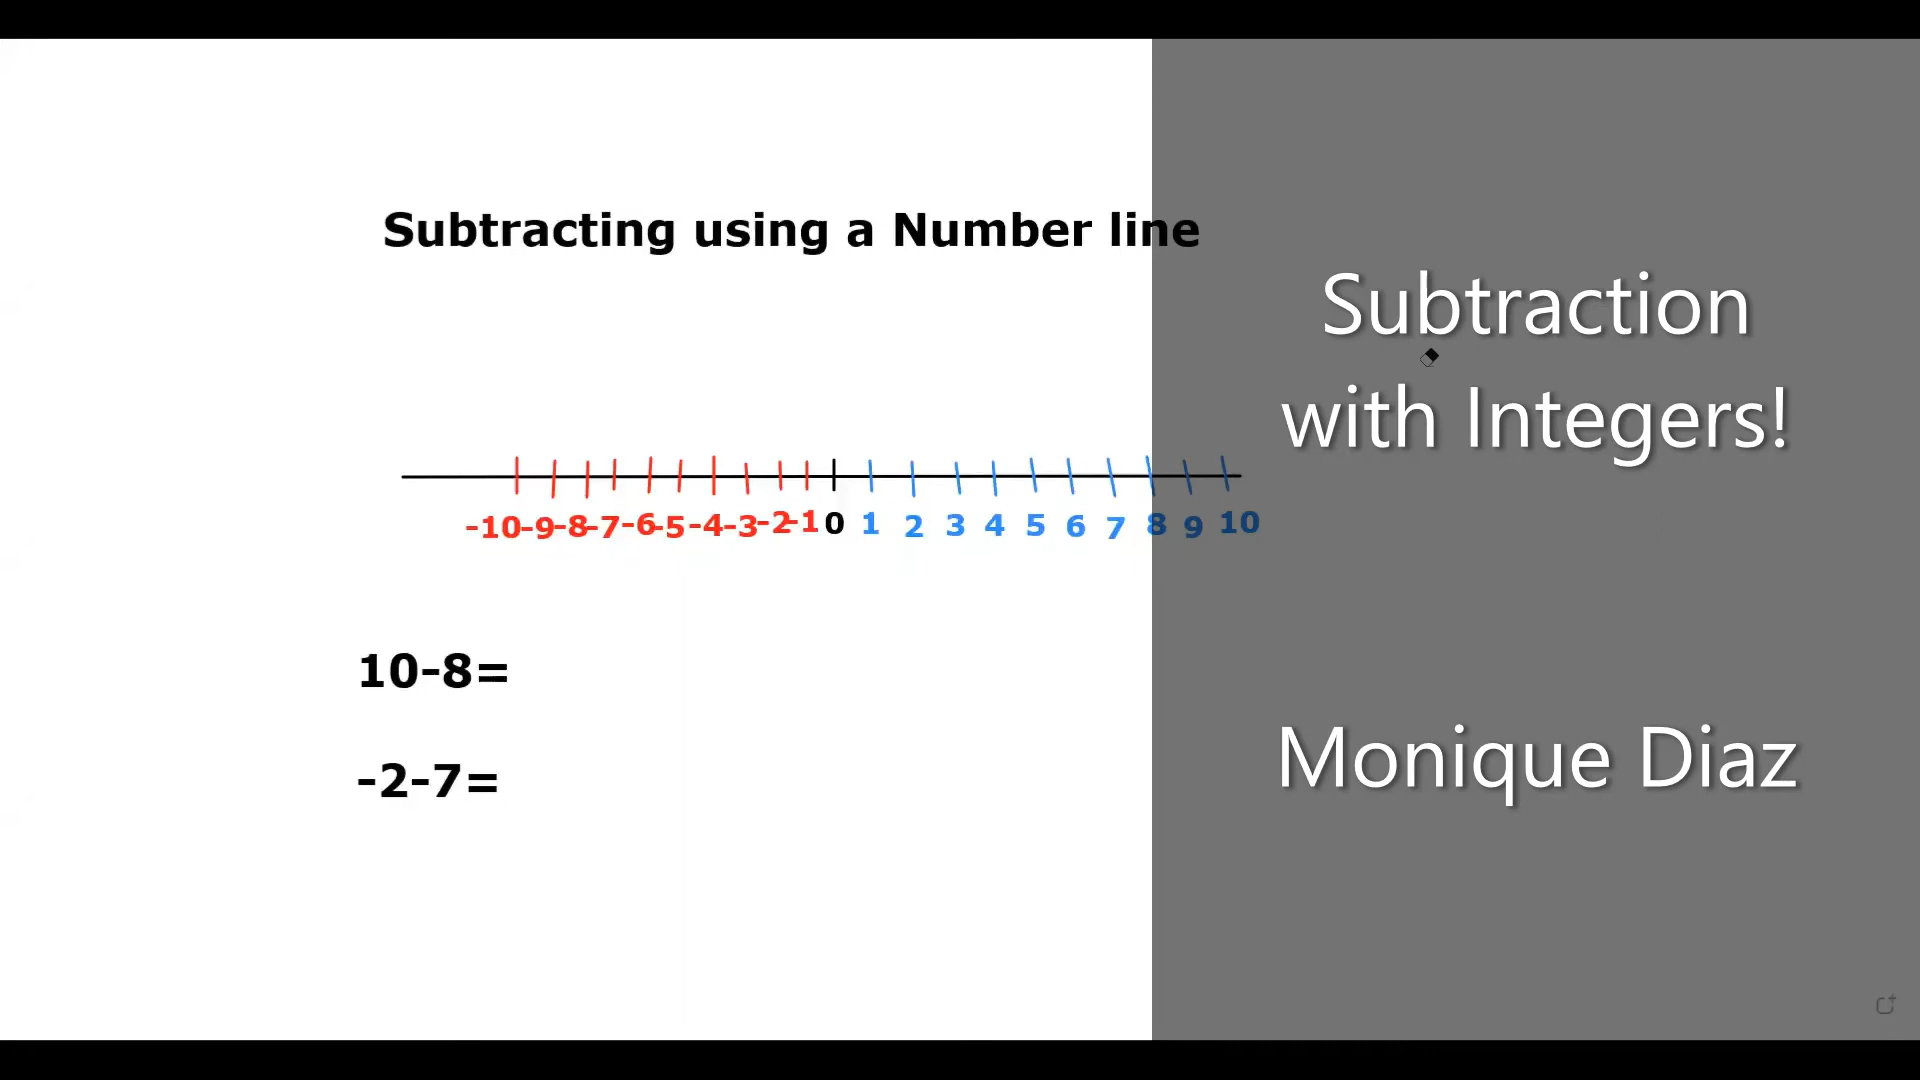 Subtracting using a Number line
Subtraction
with Integers!
-10 -9 -8 -7 -6 -5 -4 -3 -2 -1 0 1 2 3 4 5 6 7 8 9 10
10-8=
-2-7=
Monique Diaz